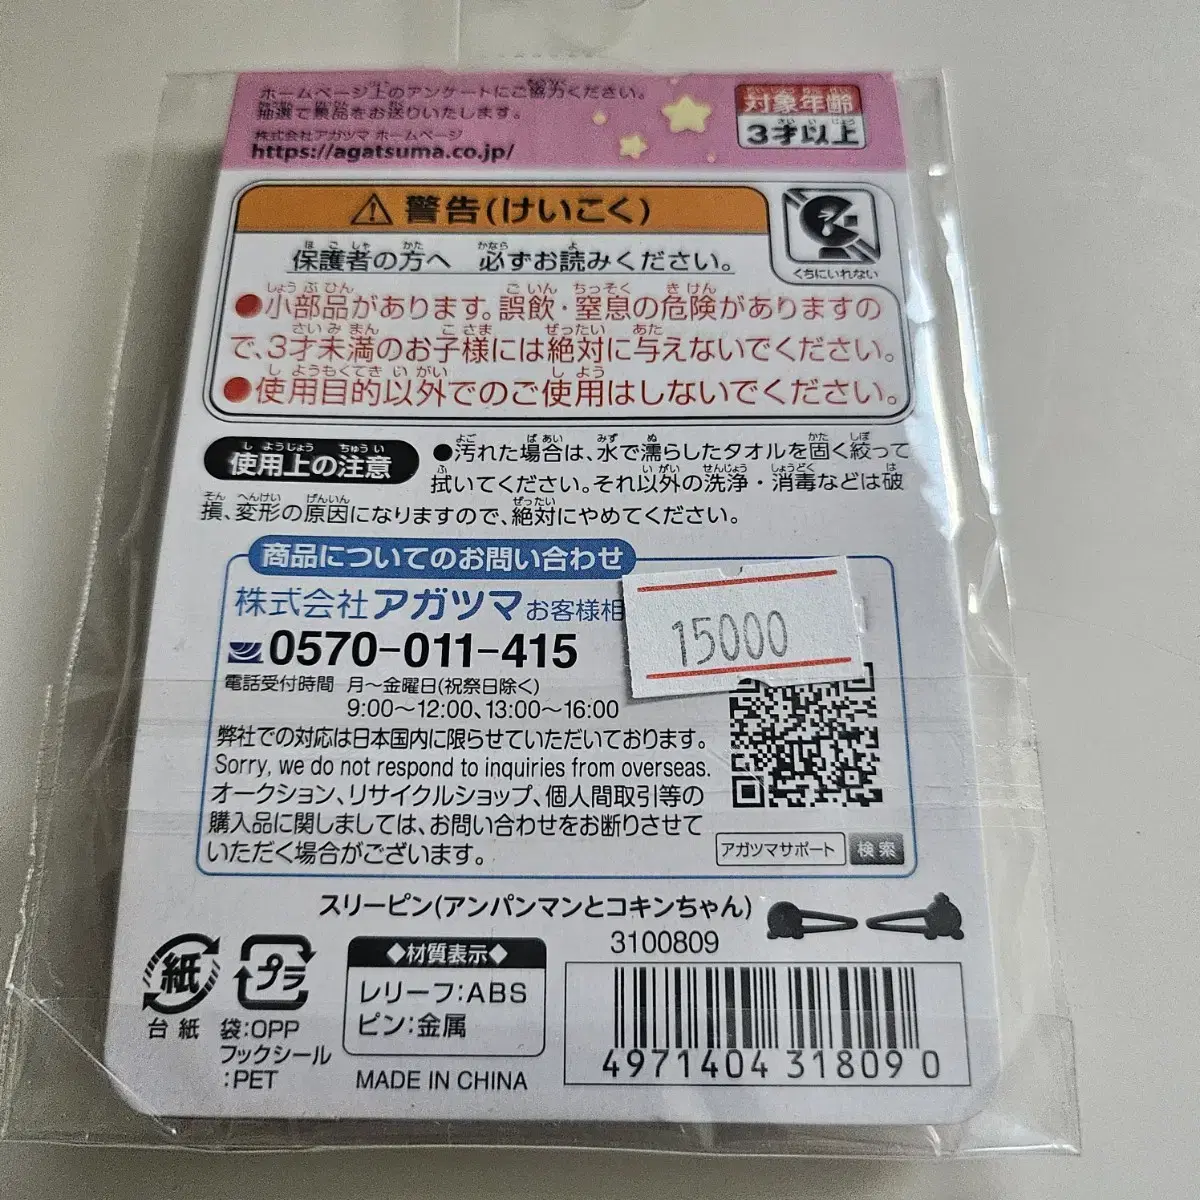 ホームページ上のアンケートにご協力ください。
抽選で景品をお送りいたします。
株式会社アガツマ ホームページ
https://agatsuma.co.jp/
対象年齢
3才以上
⚠ 警告(けいこく)
保護者の方へ 必ずお読みください。
くちにいれない
●小部品があります。誤飲・窒息の危険がありますの
で、3才未満のお子様には絶対に与えないでください。
●使用目的以外でのご使用はしないでください。
使用上の注意
●汚れた場合は、水で濡らしたタオルを固く絞って
拭いてください。それ以外の洗浄・消毒などは破
損、変形の原因になりますので、絶対にやめてください。
商品についてのお問い合わせ
株式会社アガツマ お客様相
15000
0570-011-415
電話受付時間 月〜金曜日(祝祭日除く)
9:00〜12:00、13:00〜16:00
弊社での対応は日本国内に限らせていただいております。
Sorry, we do not respond to inquiries from overseas.
オークション、リサイクルショップ、個人間取引等の
購入品に関しましては、お問い合わせをお断りさせて
いただく場合がございます。
アガツマサポート 検索
スリーピン(アンパンマンとコキンちゃん)
3100809
紙
台紙
プラ
袋:OPP
フックシール
:PET
◆材質表示◆
レリーフ:ABS
ピン:金属
MADE IN CHINA
4971404318090